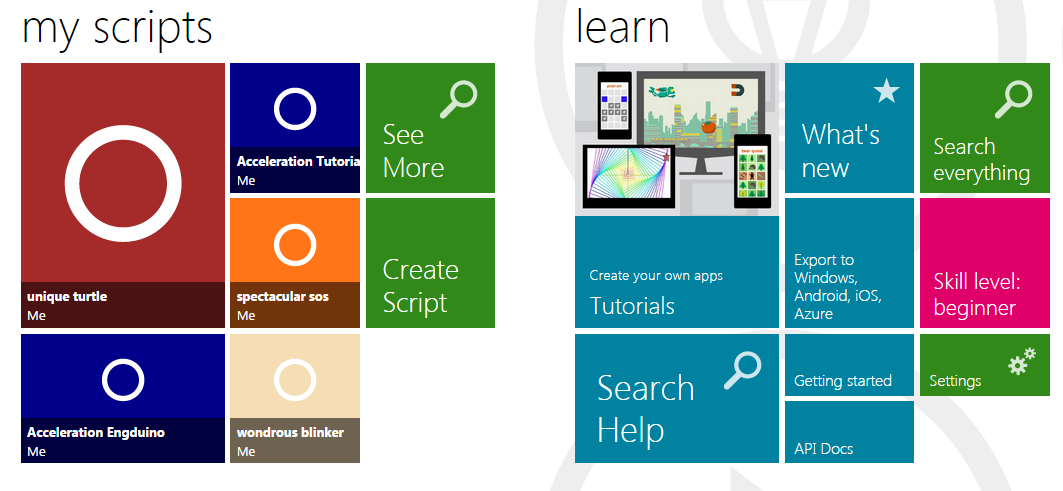 my scripts
unique turtle
Me
Acceleration Tutoria
Me
See
More
spectacular sos
Me
Create
Script
Acceleration Engduino
Me
wondrous blinker
Me
learn
pixel art
bear quest
Create your own apps
Tutorials
What's
new
Search
everything
Export to
Windows,
Android, iOS,
Azure
Skill level:
beginner
Search
Help
Getting started
Settings
API Docs